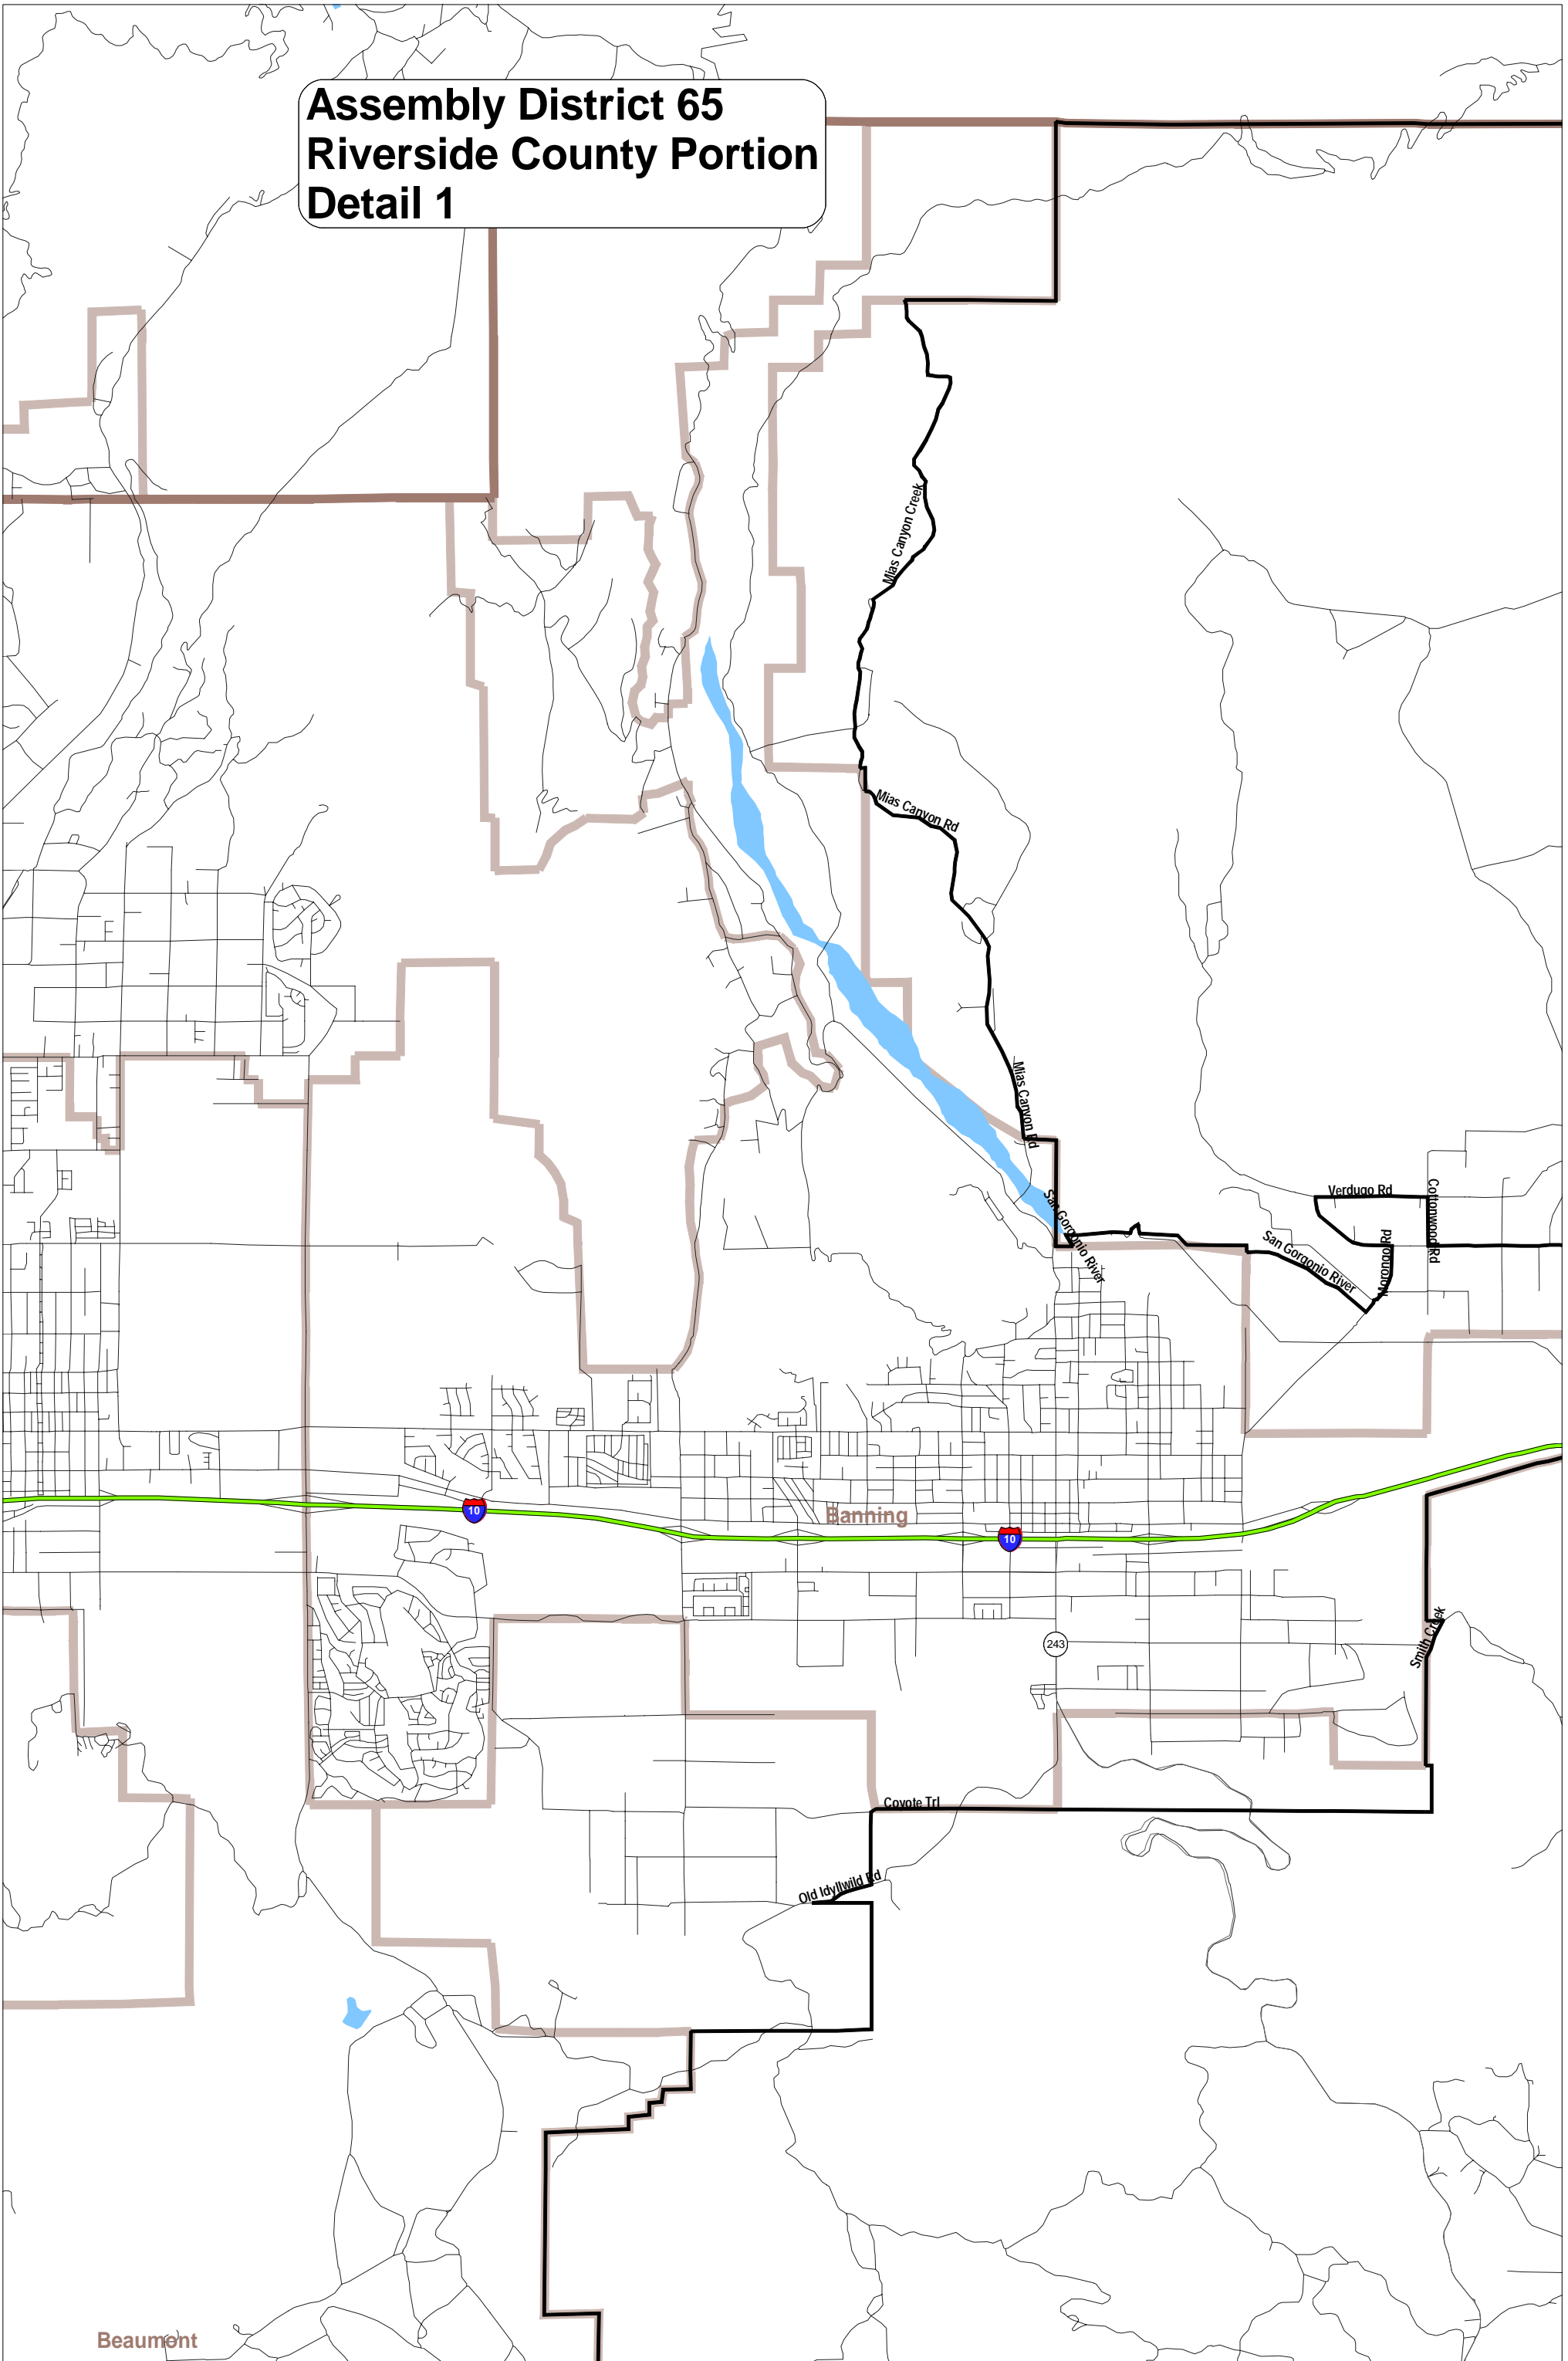 Assembly District 65
Riverside County Portion
Detail 1
Mias Canyon Creek
Mias Canyon Rd
Mias Canyon Rd
San Gorgonio River
Verdugo Rd
Cottonwood Rd
San Gorgonio River
Morongo Rd
10
Banning
10
Smith Creek
243
Coyote Trl
Old Idyllwild Rd
Beaumont